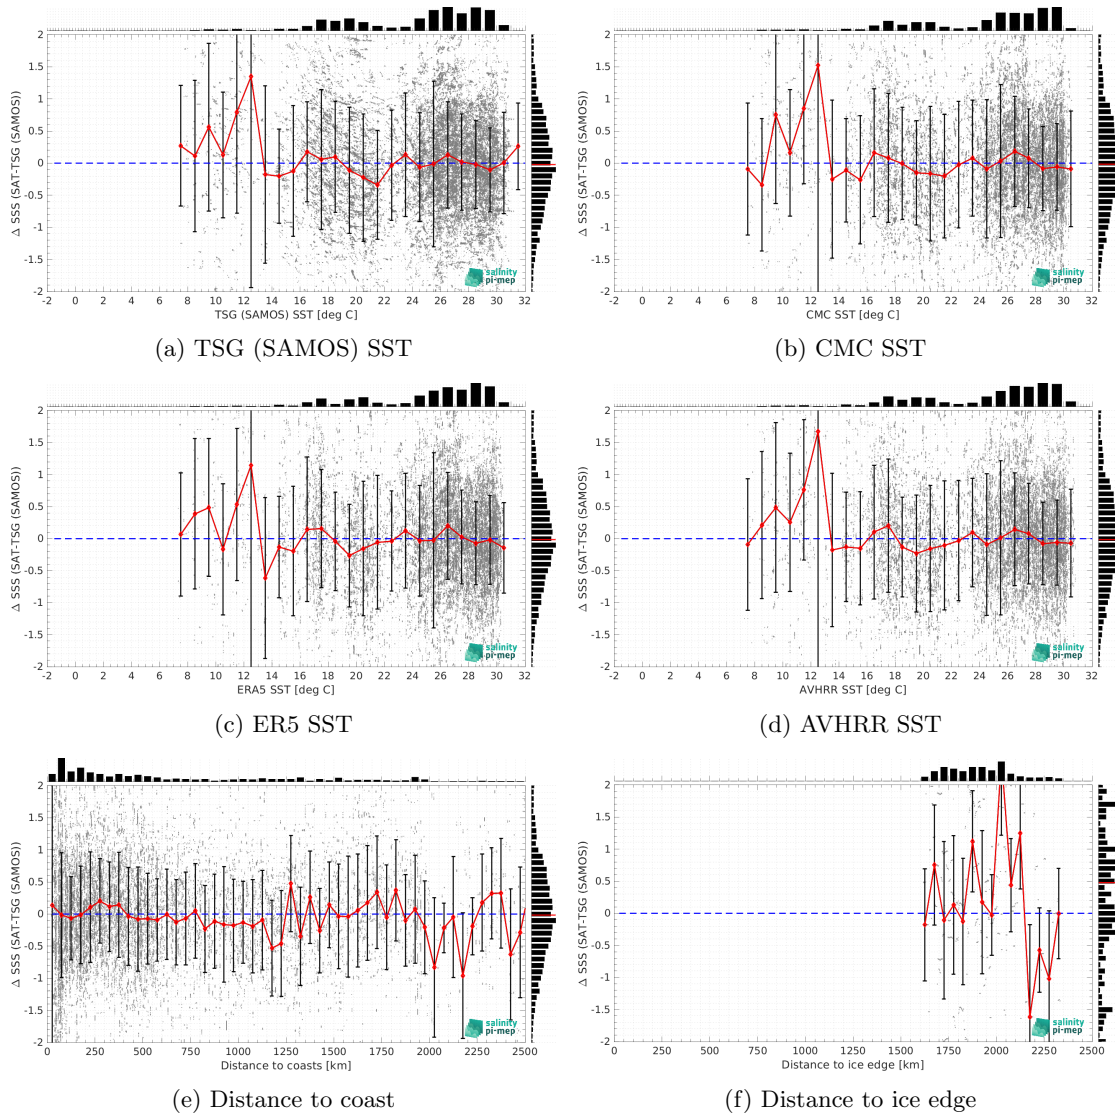 2
1.5
1
0.5
0
-0.5
-1
-1.5
-2
Δ SSS (SAT-TSG (SAMOS))
salinity
pi-mep
-2 0 2 4 6 8 10 12 14 16 18 20 22 24 26 28 30 32
TSG (SAMOS) SST [deg C]
(a) TSG (SAMOS) SST
2
1.5
1
0.5
0
-0.5
-1
-1.5
-2
Δ SSS (SAT-TSG (SAMOS))
salinity
pi-mep
-2 0 2 4 6 8 10 12 14 16 18 20 22 24 26 28 30 32
CMC SST [deg C]
(b) CMC SST
2
1.5
1
0.5
0
-0.5
-1
-1.5
-2
Δ SSS (SAT-TSG (SAMOS))
salinity
pi-mep
-2 0 2 4 6 8 10 12 14 16 18 20 22 24 26 28 30 32
ERA5 SST [deg C]
(c) ER5 SST
2
1.5
1
0.5
0
-0.5
-1
-1.5
-2
Δ SSS (SAT-TSG (SAMOS))
salinity
pi-mep
-2 0 2 4 6 8 10 12 14 16 18 20 22 24 26 28 30 32
AVHRR SST [deg C]
(d) AVHRR SST
2
1.5
1
0.5
0
-0.5
-1
-1.5
-2
Δ SSS (SAT-TSG (SAMOS))
salinity
pi-mep
0 250 500 750 1000 1250 1500 1750 2000 2250 2500
Distance to coasts [km]
(e) Distance to coast
2
1.5
1
0.5
0
-0.5
-1
-1.5
-2
Δ SSS (SAT-TSG (SAMOS))
salinity
pi-mep
0 250 500 750 1000 1250 1500 1750 2000 2250 2500
Distance to ice edge [km]
(f) Distance to ice edge